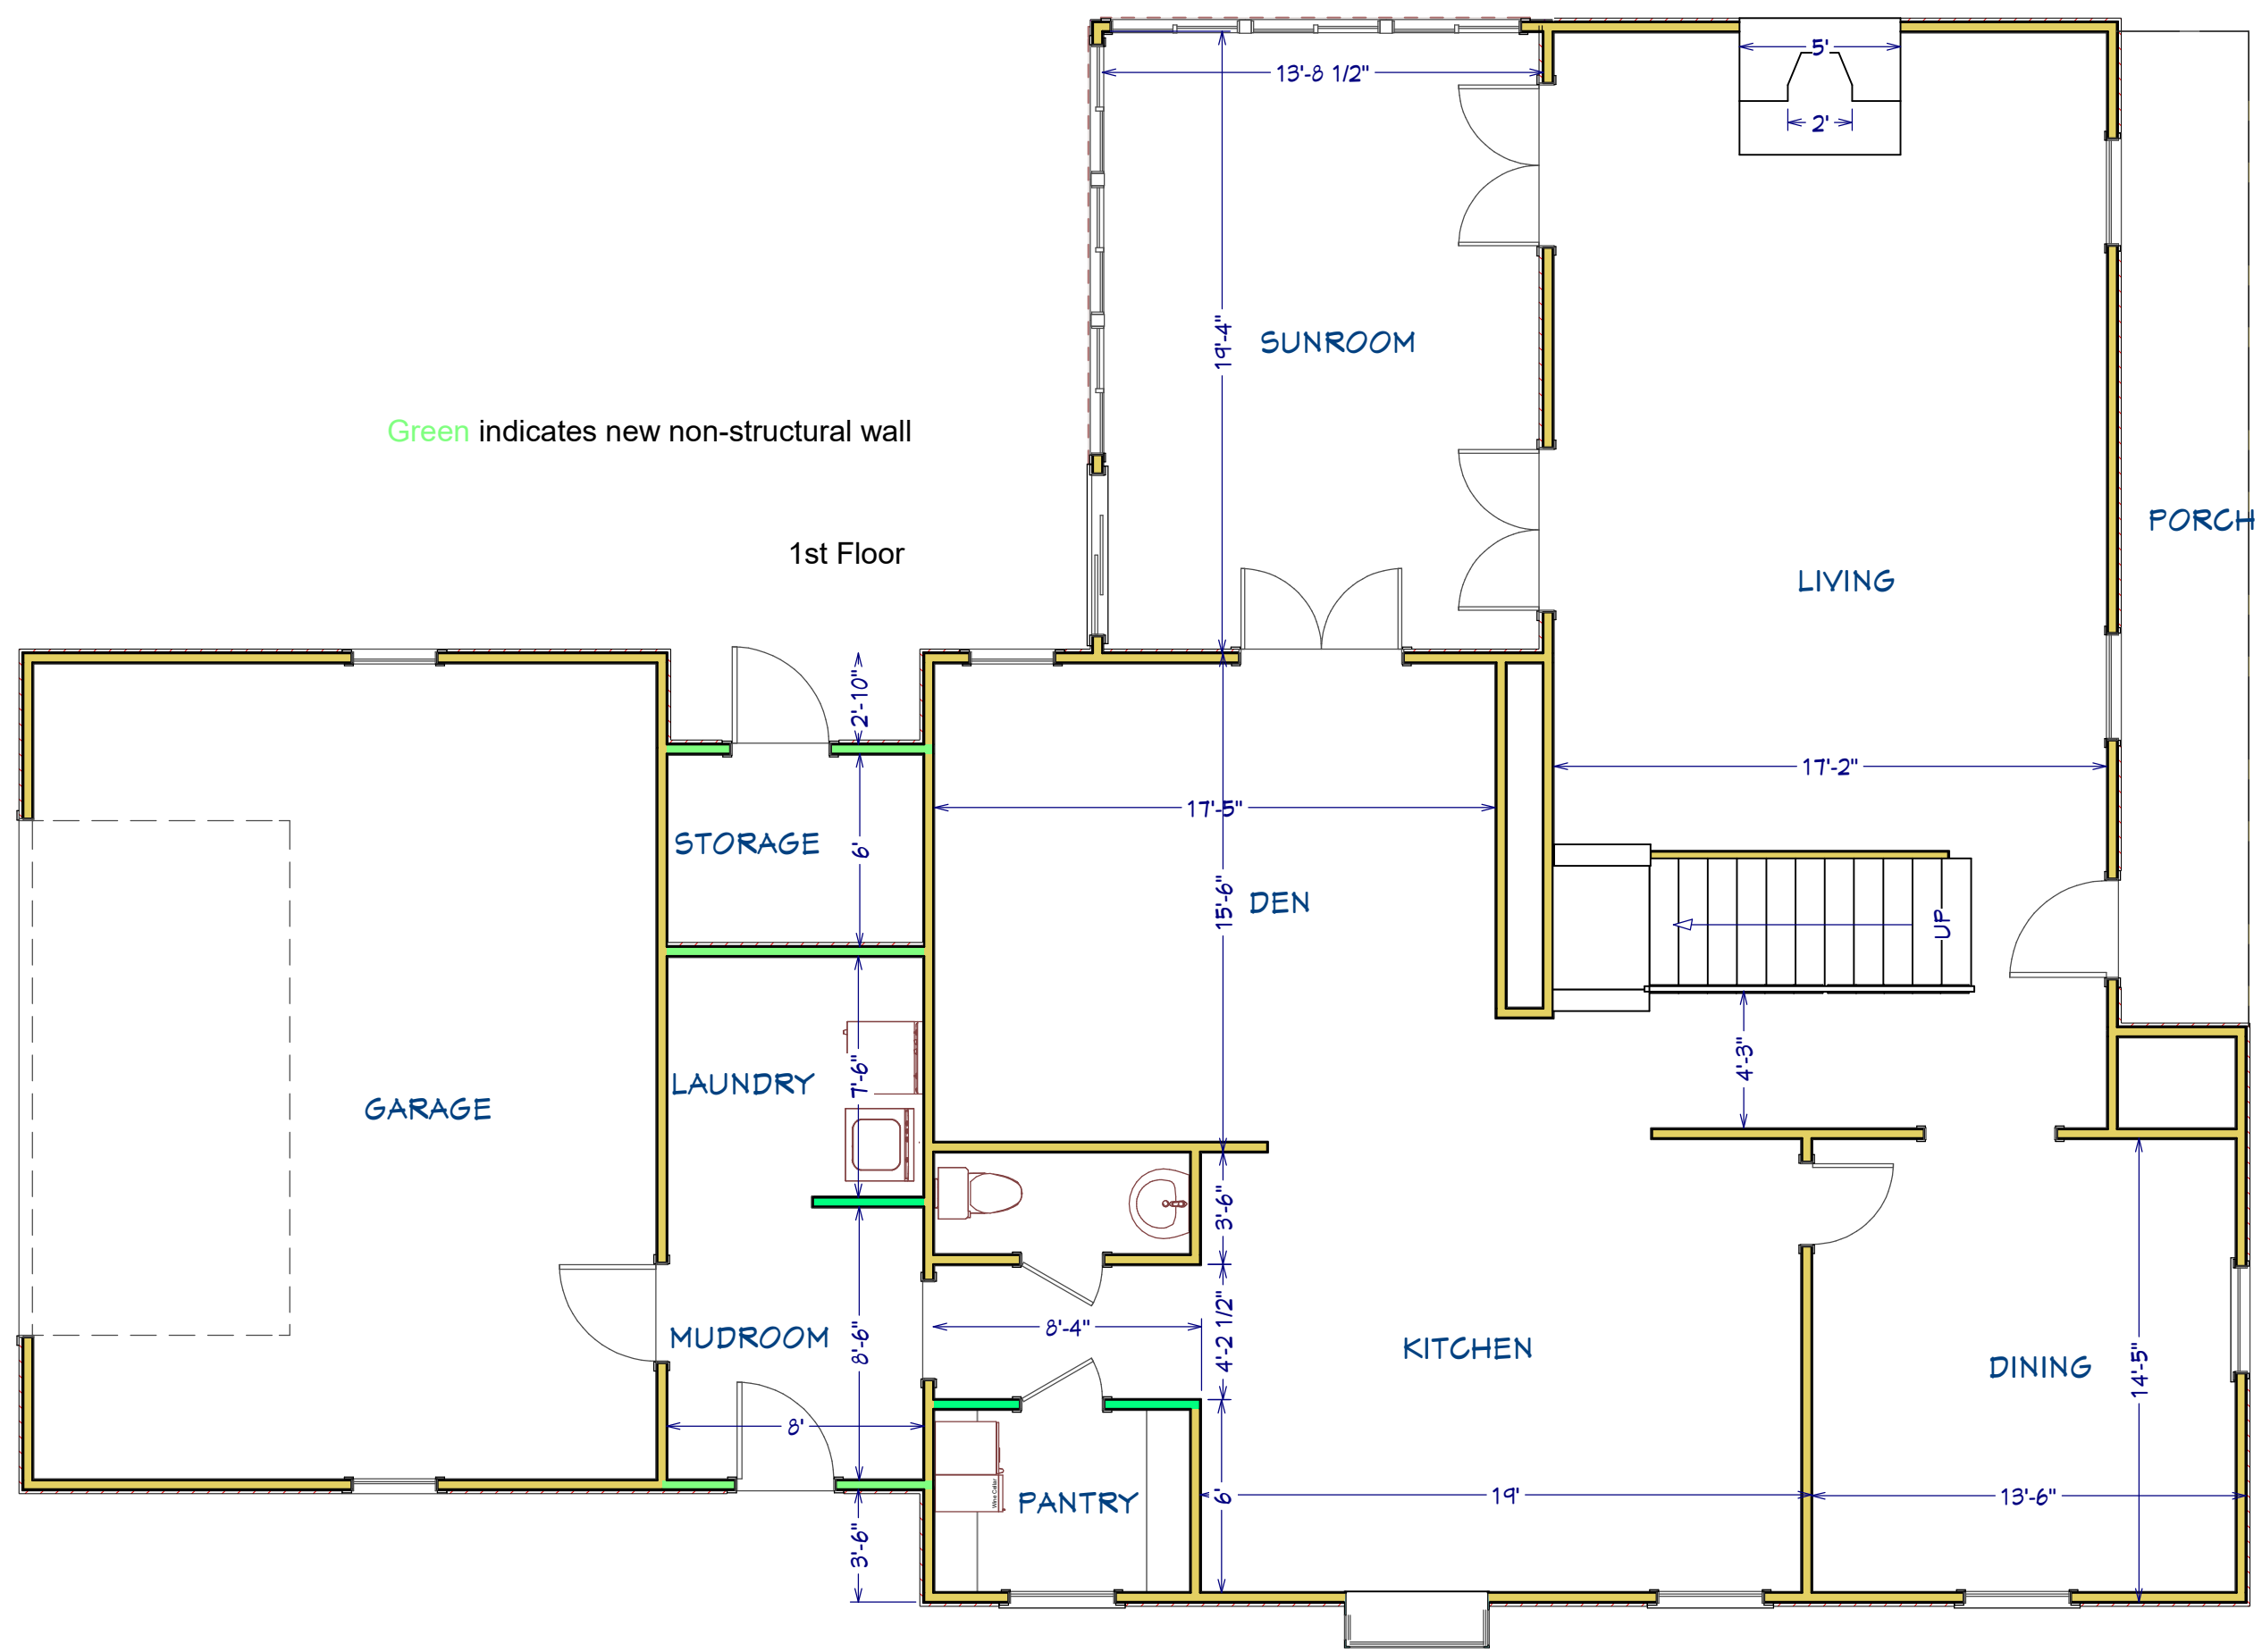 5'
13'-8 1/2"
2'
19'-4"
SUNROOM
Green indicates new non-structural wall
PORCH
1st Floor
LIVING
2'-10"
17'-2"
17'-5"
STORAGE
6'
15'-6"
DEN
UP
4'-3"
LAUNDRY
7'-6"
GARAGE
3'-6"
4'-2 1/2"
8'-4"
MUDROOM
8'-6"
KITCHEN
DINING
14'-5"
8'
Wine Cellar
PANTRY
6'
19'
13'-6"
3'-6"